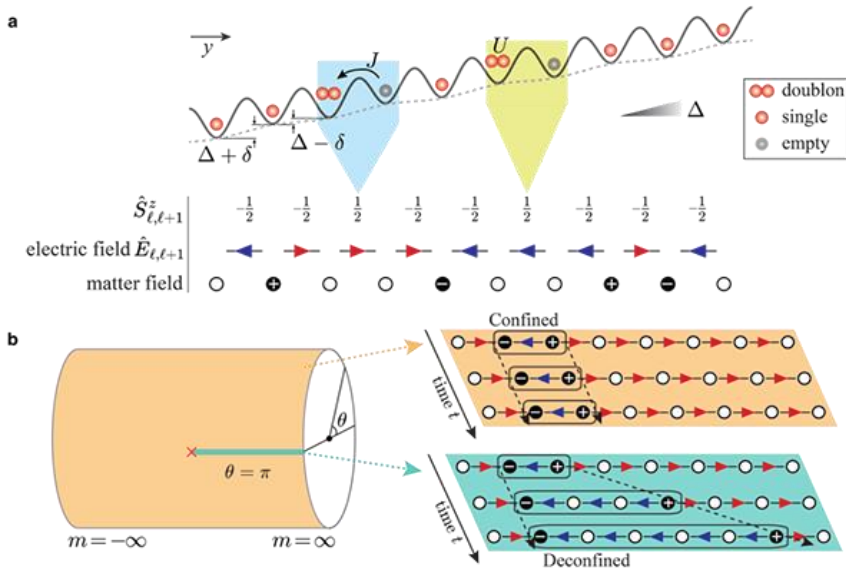 a
y
J
U
Δ
Δ + δ
Δ − δ
doublon
single
empty
Ŝ^z_{ℓ,ℓ+1} −1/2 −1/2 1/2 −1/2 −1/2 1/2 −1/2 −1/2 −1/2
electric field Ê_{ℓ,ℓ+1}
matter field + − + −
b
θ
θ = π
m = −∞
m = ∞
Confined
time t
− +
− +
− +
time t
− +
− +
− +
Deconfined